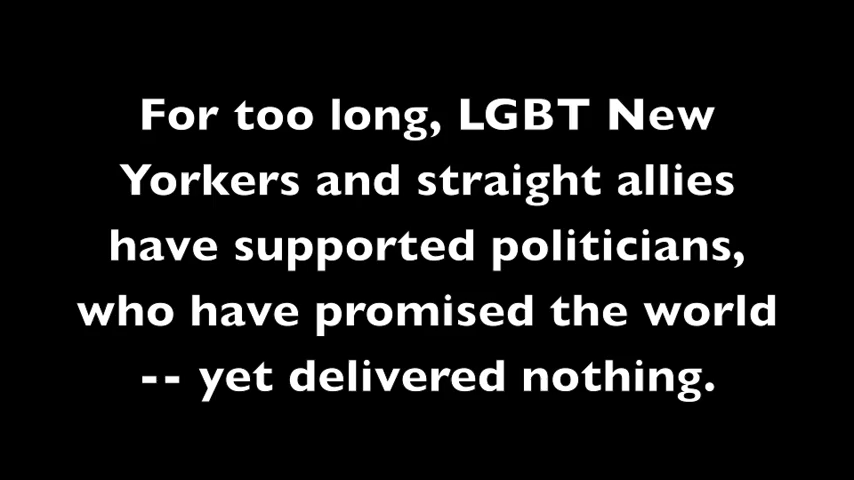 For too long, LGBT New
Yorkers and straight allies
have supported politicians,
who have promised the world
-- yet delivered nothing.